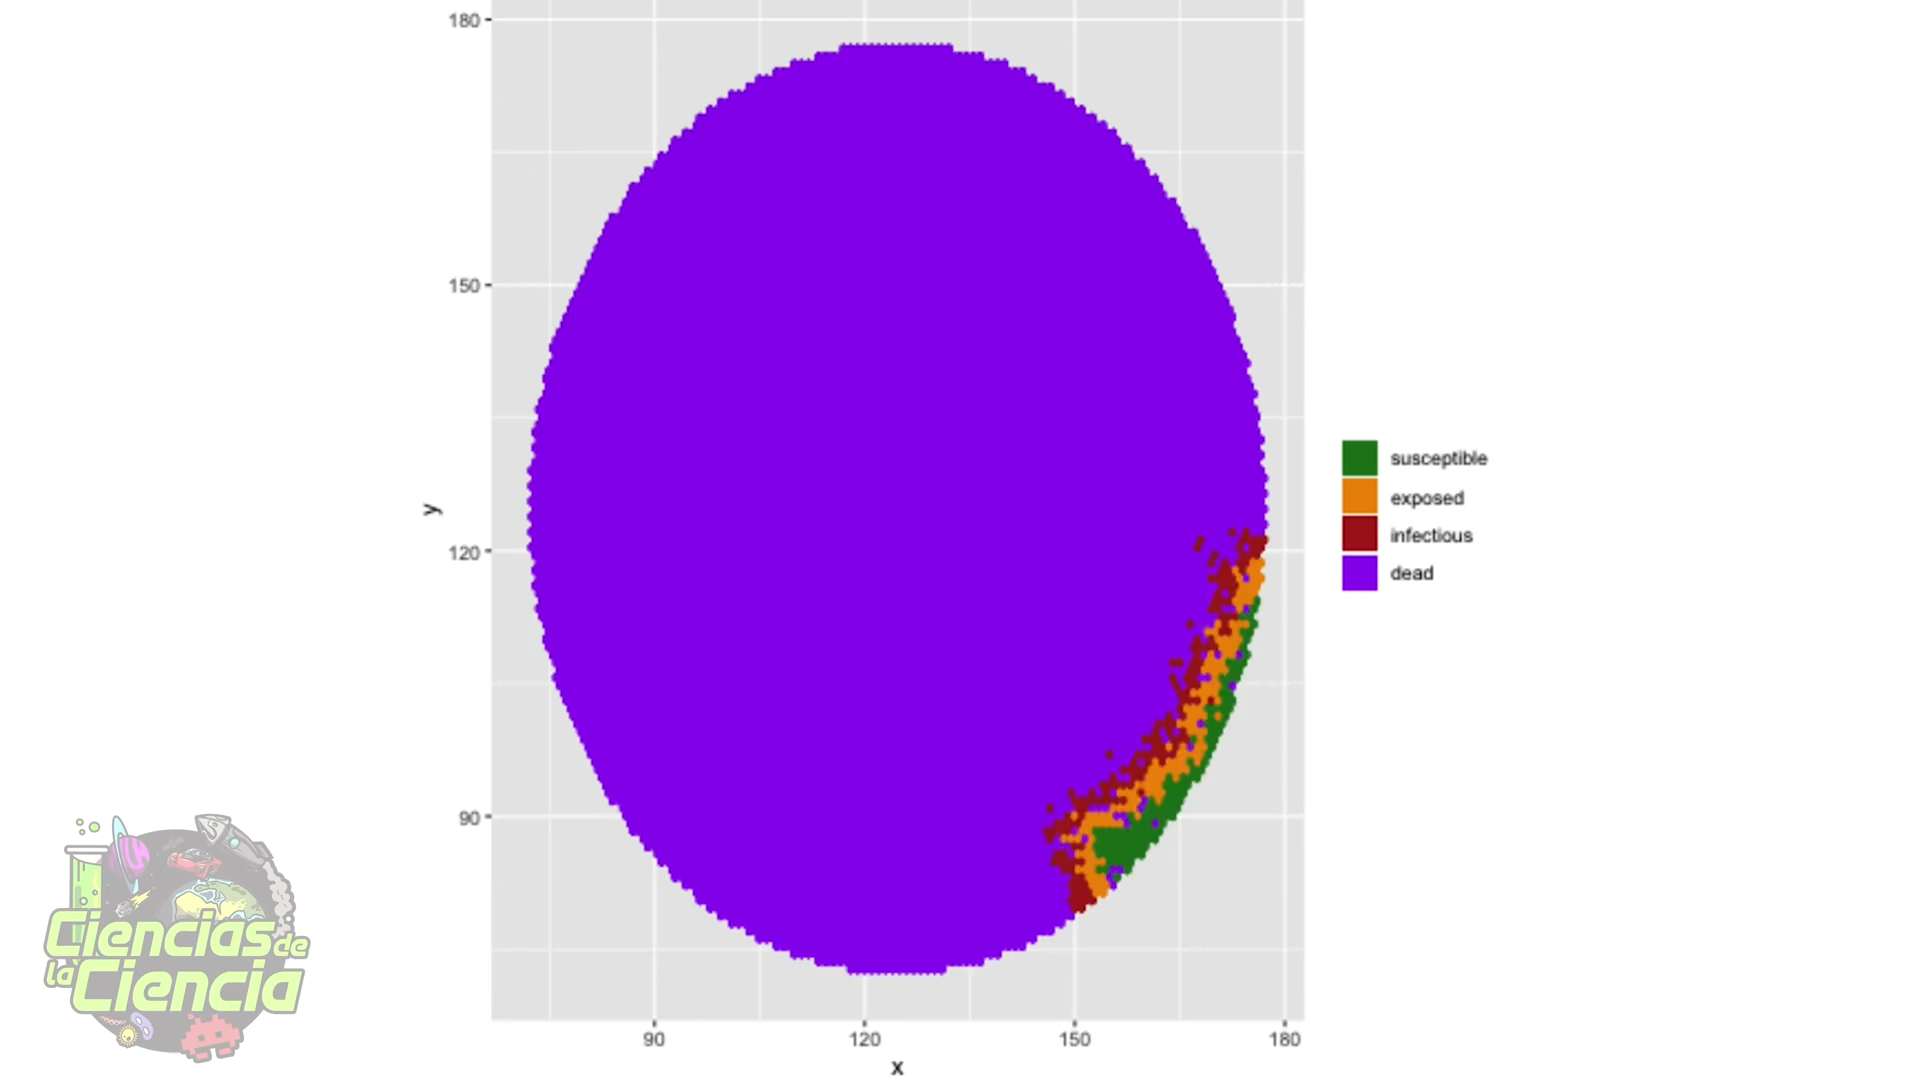 180
150
120
90
y
90 120 150 180
x
susceptible
exposed
infectious
dead
Ciencias de
la Ciencia